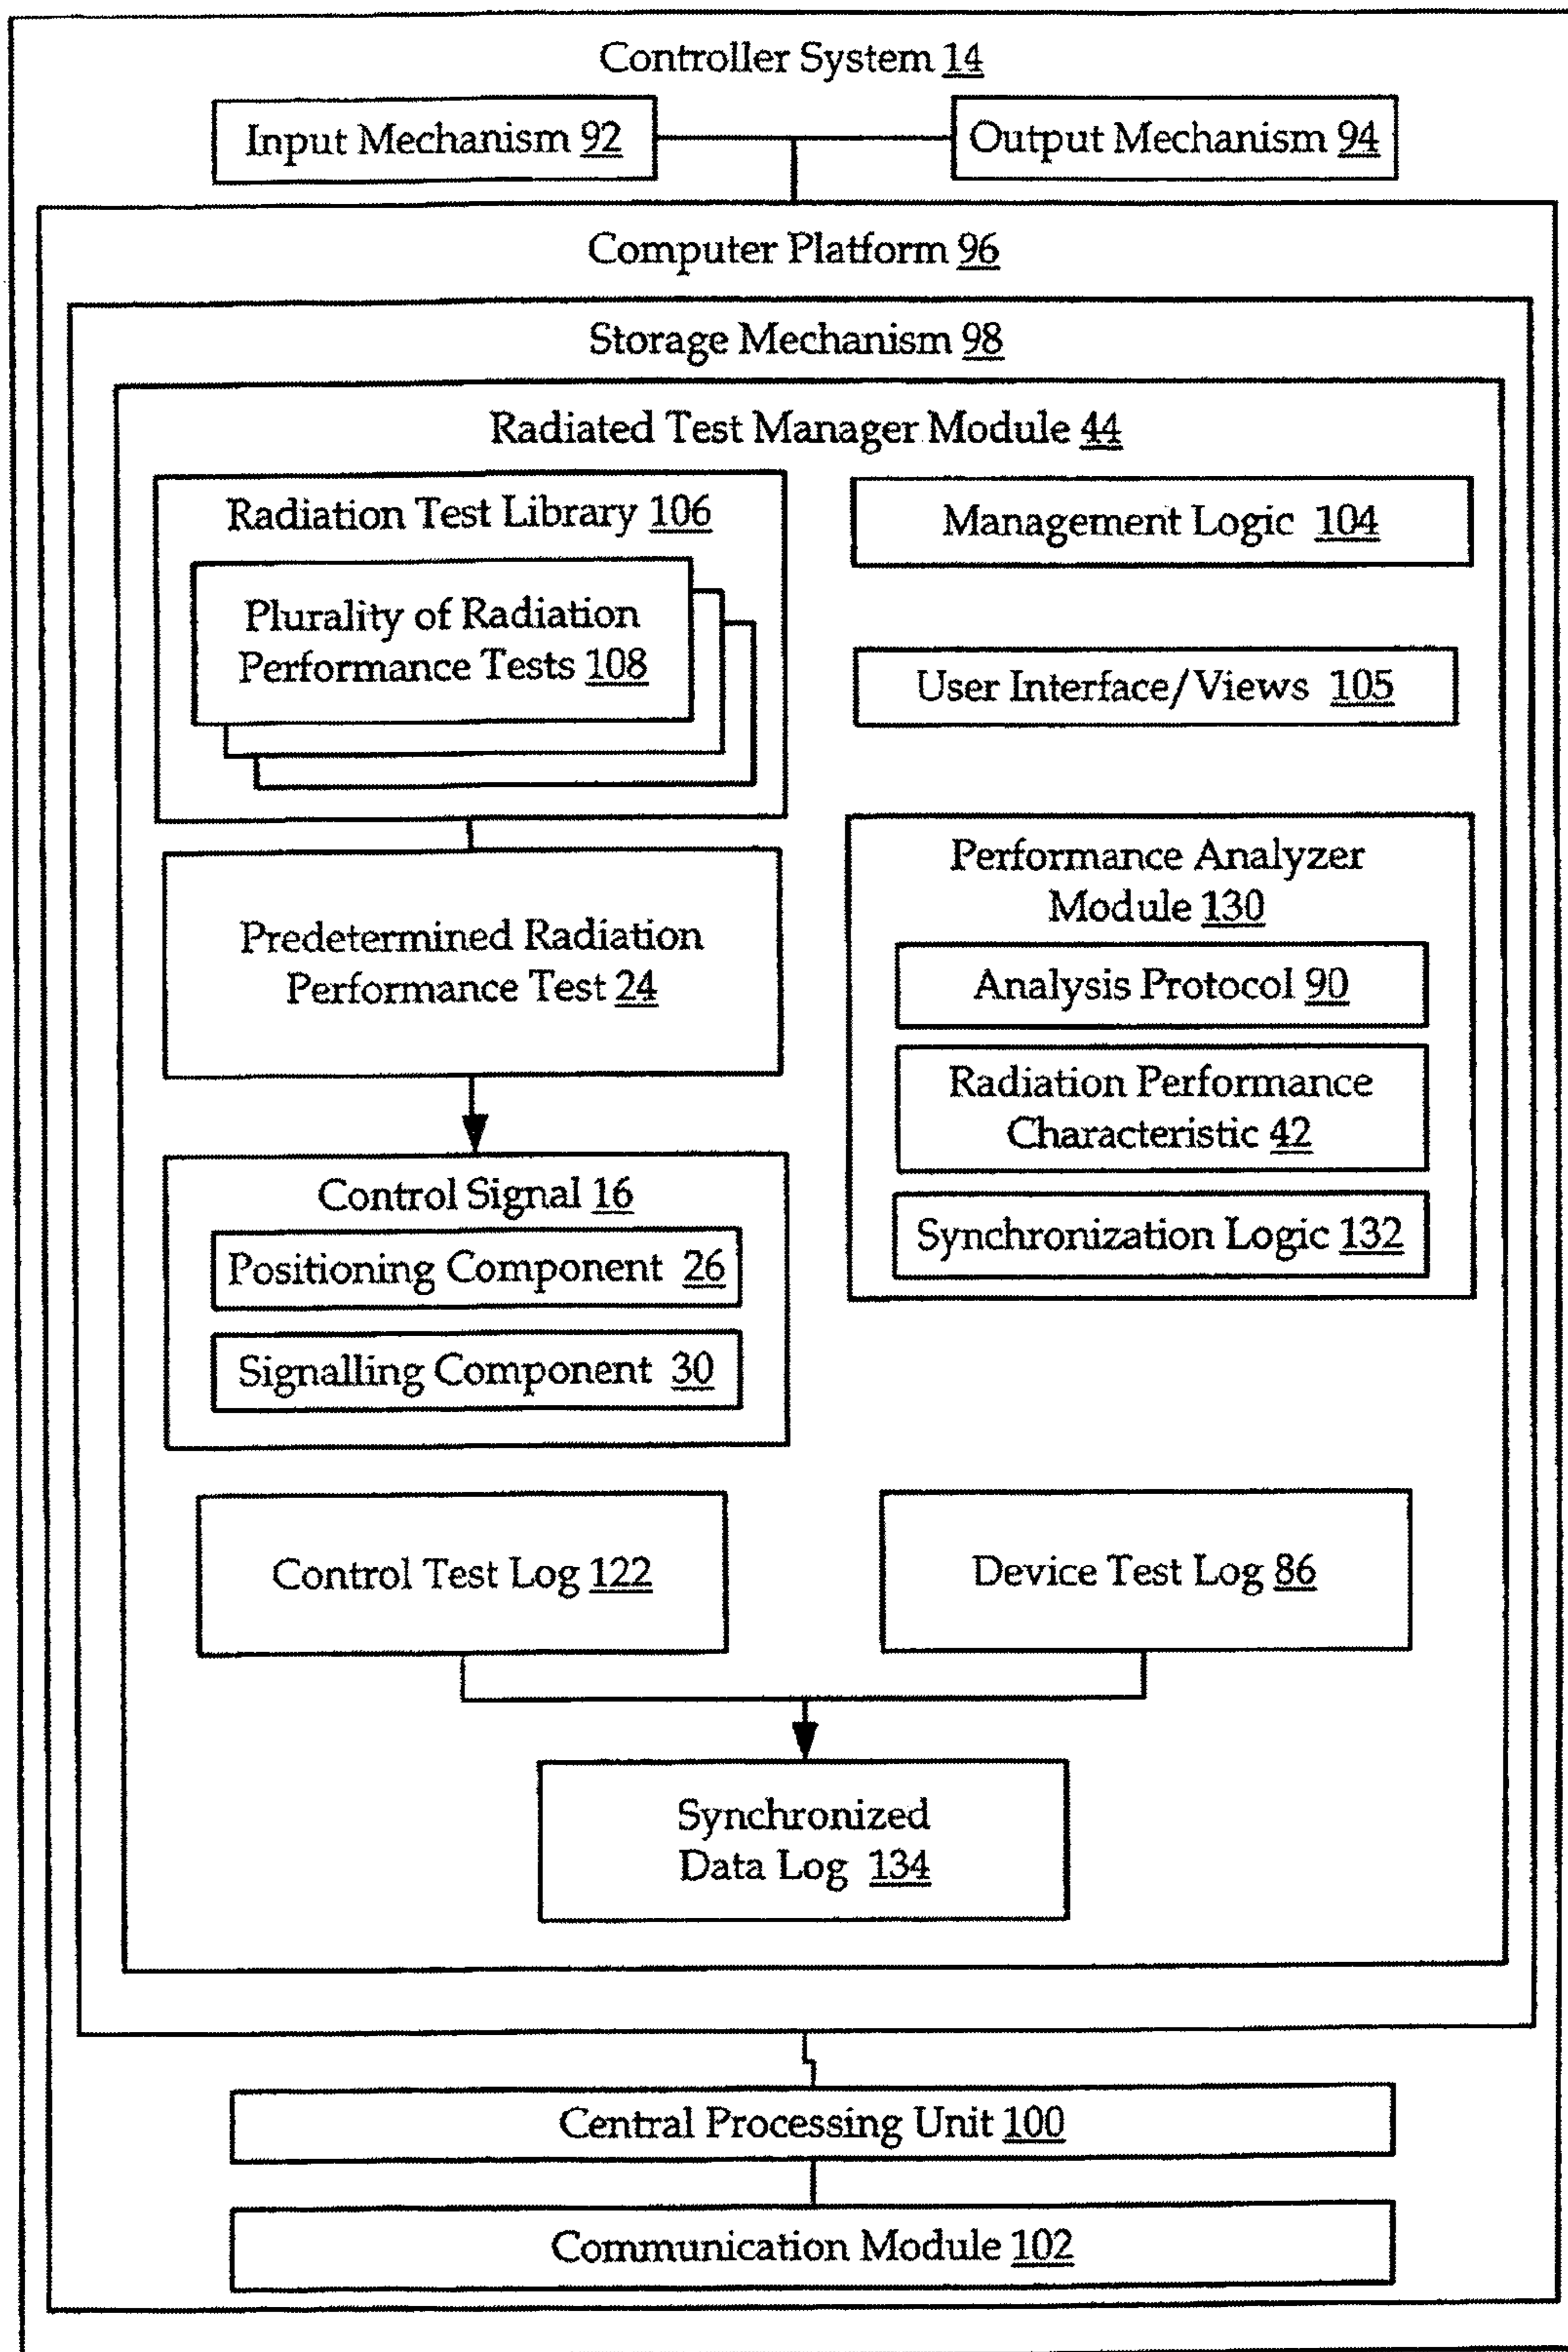 Controller System 14
Input Mechanism 92
Output Mechanism 94
Computer Platform 96
Storage Mechanism 98
Radiated Test Manager Module 44
Radiation Test Library 106
Plurality of Radiation
Performance Tests 108
Management Logic 104
User Interface/Views 105
Predetermined Radiation
Performance Test 24
Performance Analyzer
Module 130
Analysis Protocol 90
Radiation Performance
Characteristic 42
Synchronization Logic 132
Control Signal 16
Positioning Component 26
Signalling Component 30
Control Test Log 122
Device Test Log 86
Synchronized
Data Log 134
Central Processing Unit 100
Communication Module 102